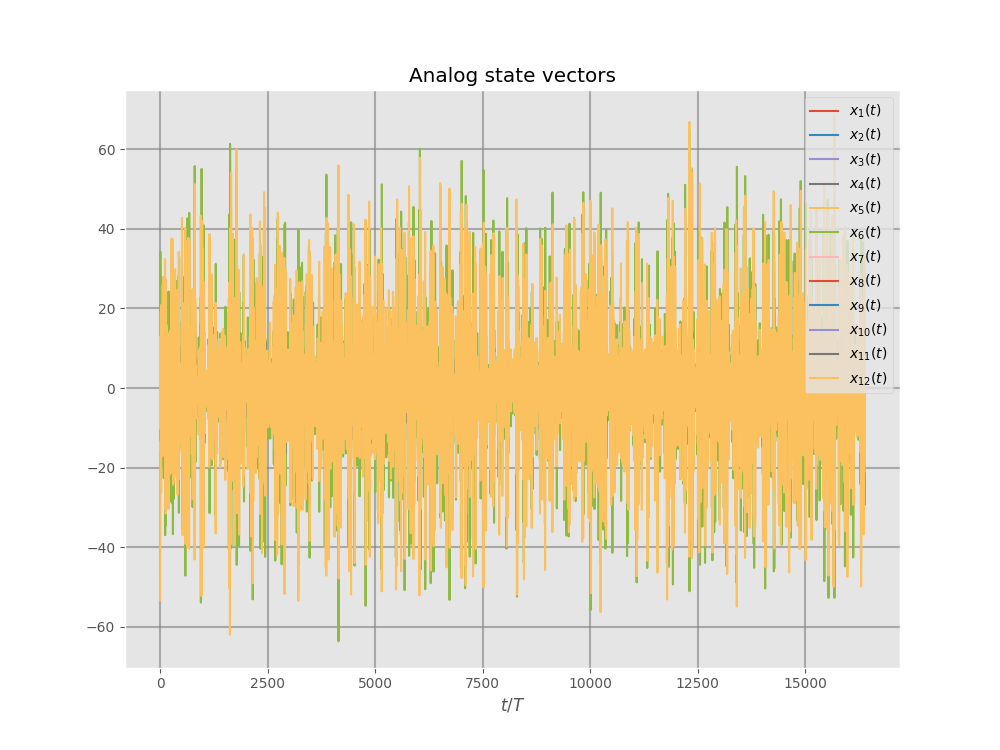 Analog state vectors
60
40
20
0
−20
−40
−60
0 2500 5000 7500 10000 12500 15000
t/T
x₁(t)
x₂(t)
x₃(t)
x₄(t)
x₅(t)
x₆(t)
x₇(t)
x₈(t)
x₉(t)
x₁₀(t)
x₁₁(t)
x₁₂(t)